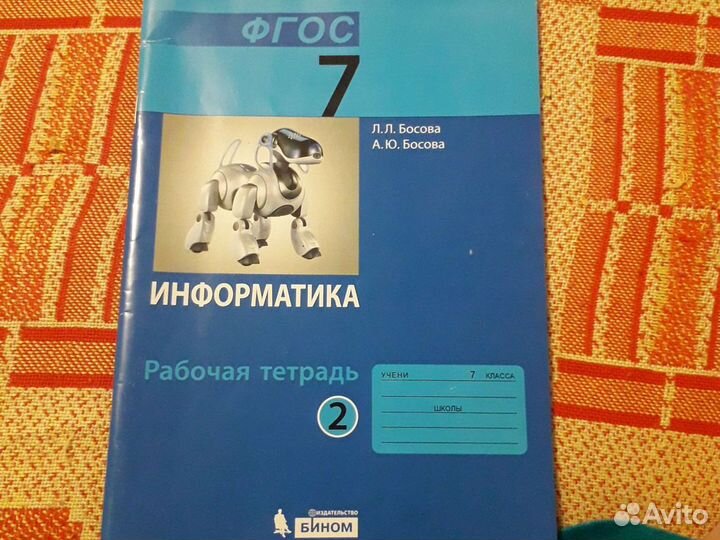 ФГОС
7
Л.Л. Босова
А.Ю. Босова
ИНФОРМАТИКА
Рабочая тетрадь
2
УЧЕНИ 7 КЛАССА
ШКОЛЫ
ИЗДАТЕЛЬСТВО
БИНОМ
Avito